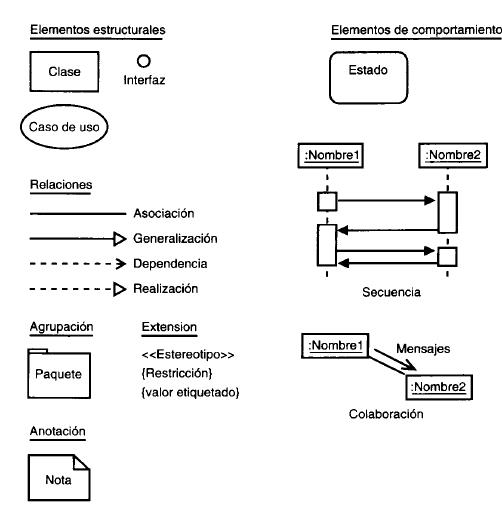 Elementos estructurales
Clase
Interfaz
Caso de uso
Relaciones
Asociación
Generalización
Dependencia
Realización
Agrupación
Paquete
Extension
<<Estereotipo>>
{Restricción}
{valor etiquetado}
Anotación
Nota
Elementos de comportamiento
Estado
:Nombre1
:Nombre2
Secuencia
:Nombre1
Mensajes
:Nombre2
Colaboración